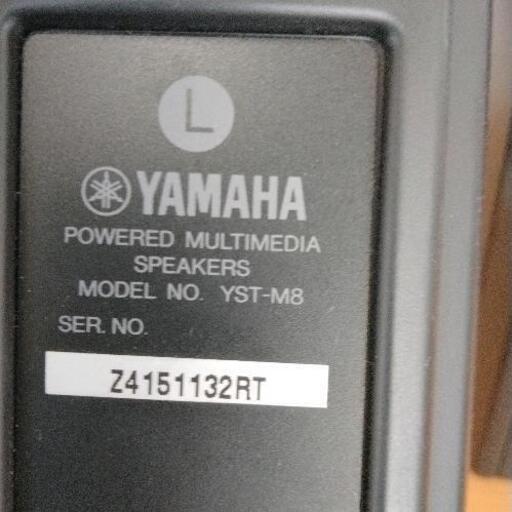 L
YAMAHA
POWERED MULTIMEDIA
SPEAKERS
MODEL NO. YST-M8
SER. NO.
Z4151132RT